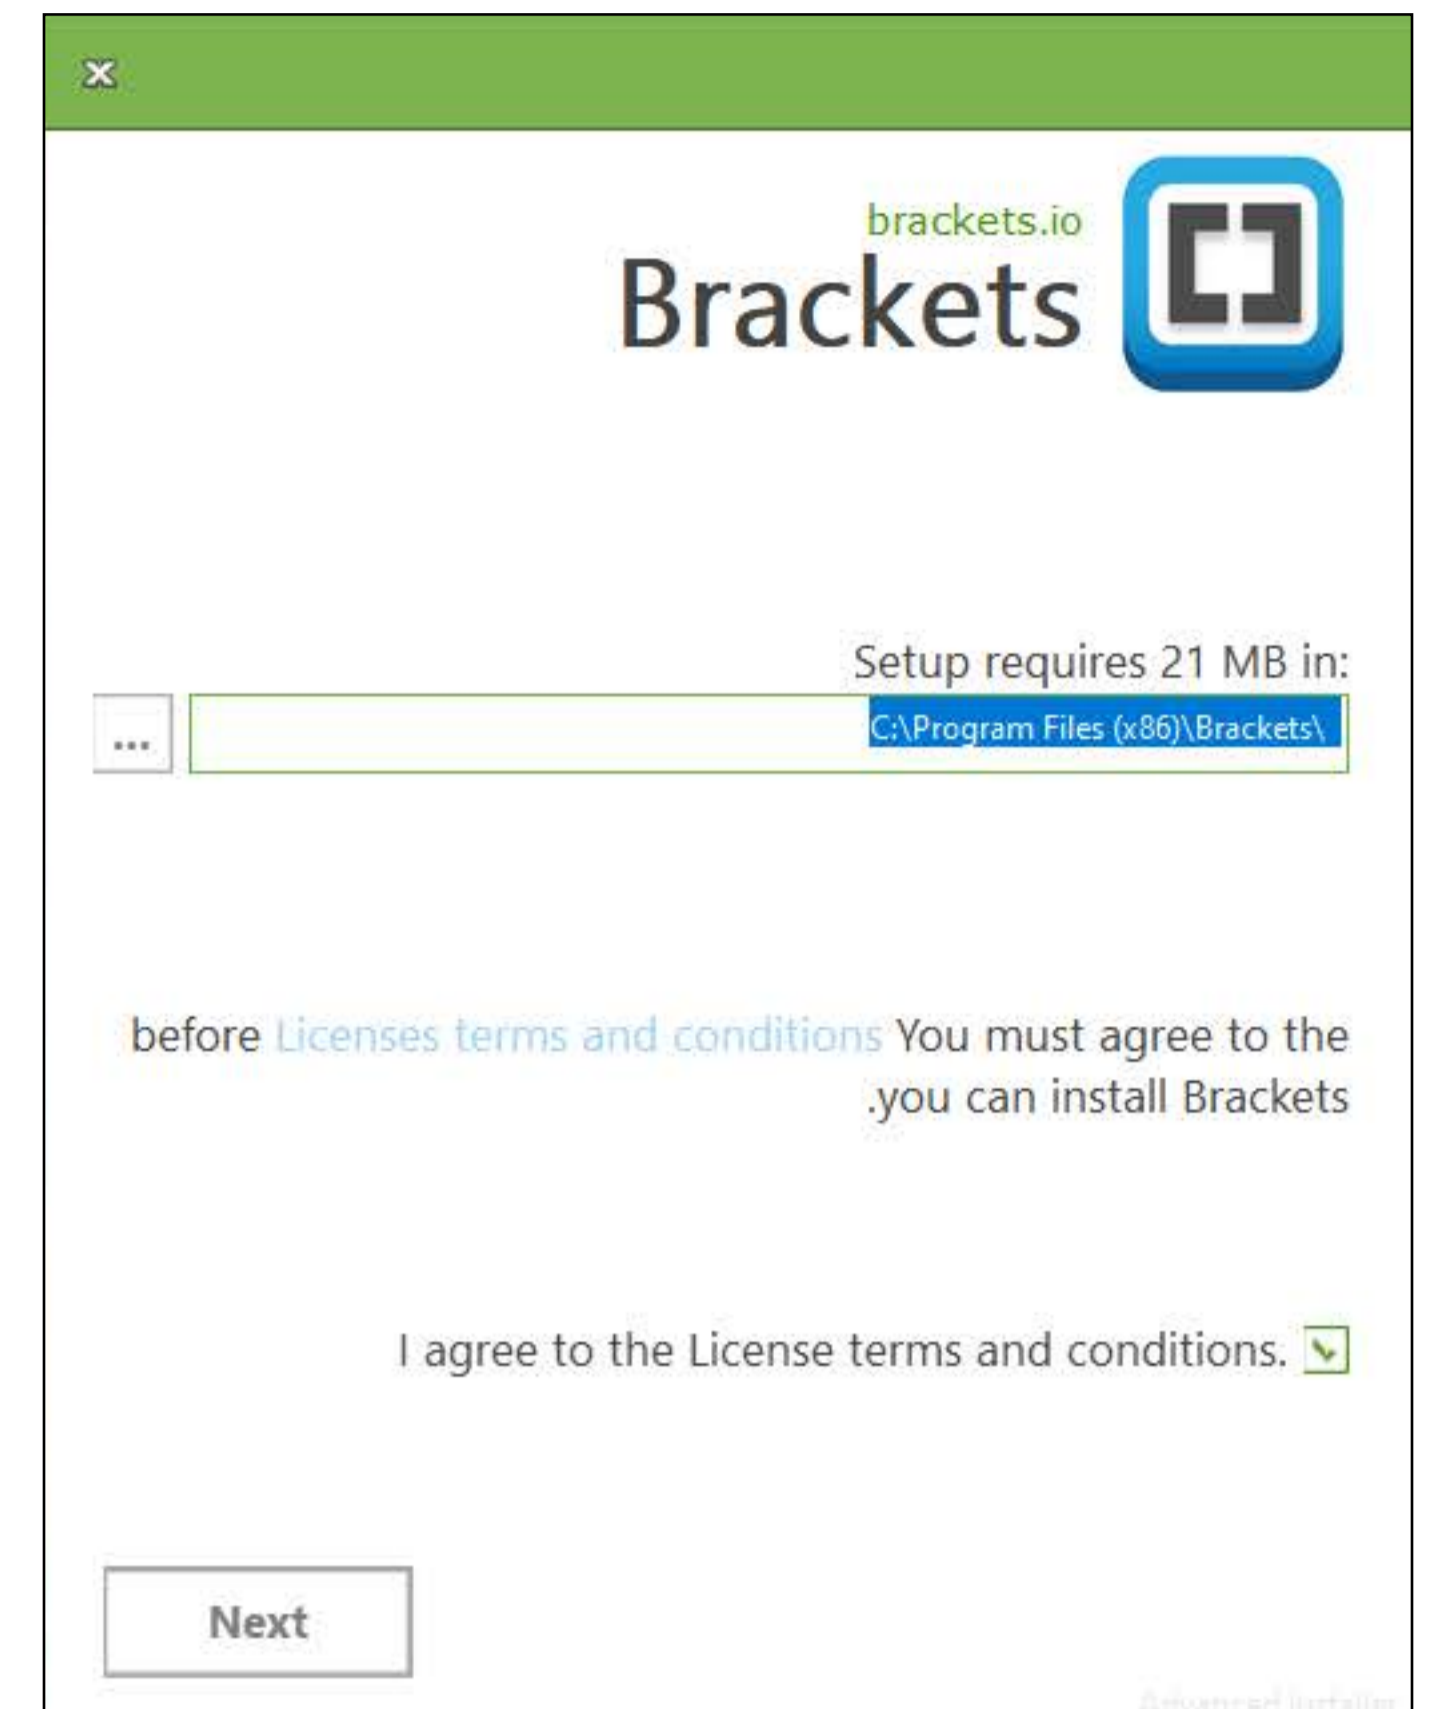 brackets.io
Brackets
Setup requires 21 MB in:
...
C:\Program Files (x86)\Brackets\
before Licenses terms and conditions You must agree to the
.you can install Brackets
I agree to the License terms and conditions.
Next